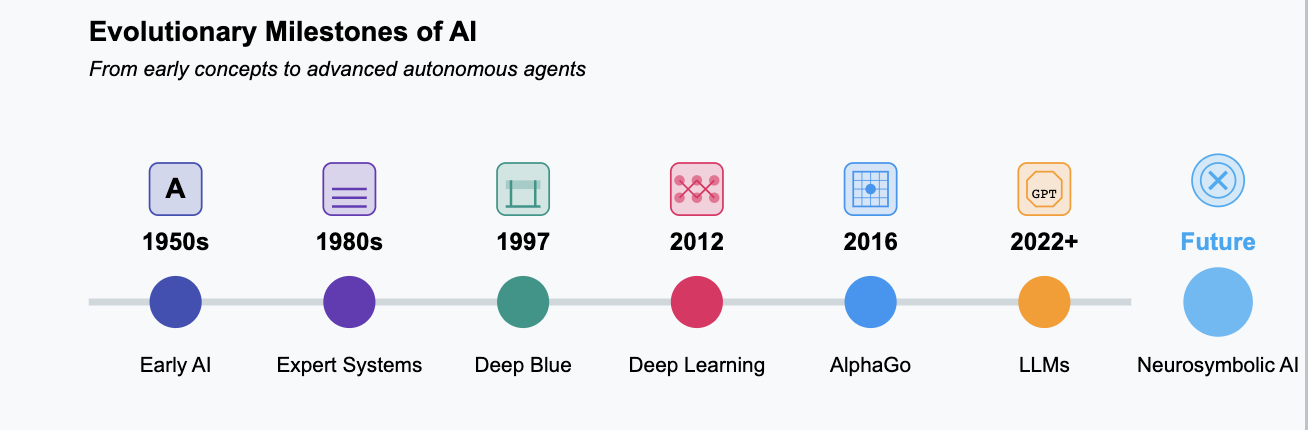 Evolutionary Milestones of AI
From early concepts to advanced autonomous agents
A
GPT
1950s 1980s 1997 2012 2016 2022+ Future
Early AI Expert Systems Deep Blue Deep Learning AlphaGo LLMs Neurosymbolic AI